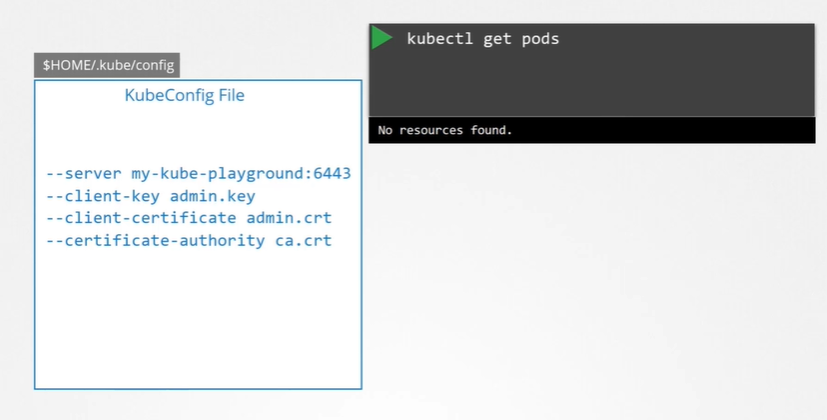 $HOME/.kube/config
KubeConfig File
--server my-kube-playground:6443
--client-key admin.key
--client-certificate admin.crt
--certificate-authority ca.crt
kubectl get pods
No resources found.